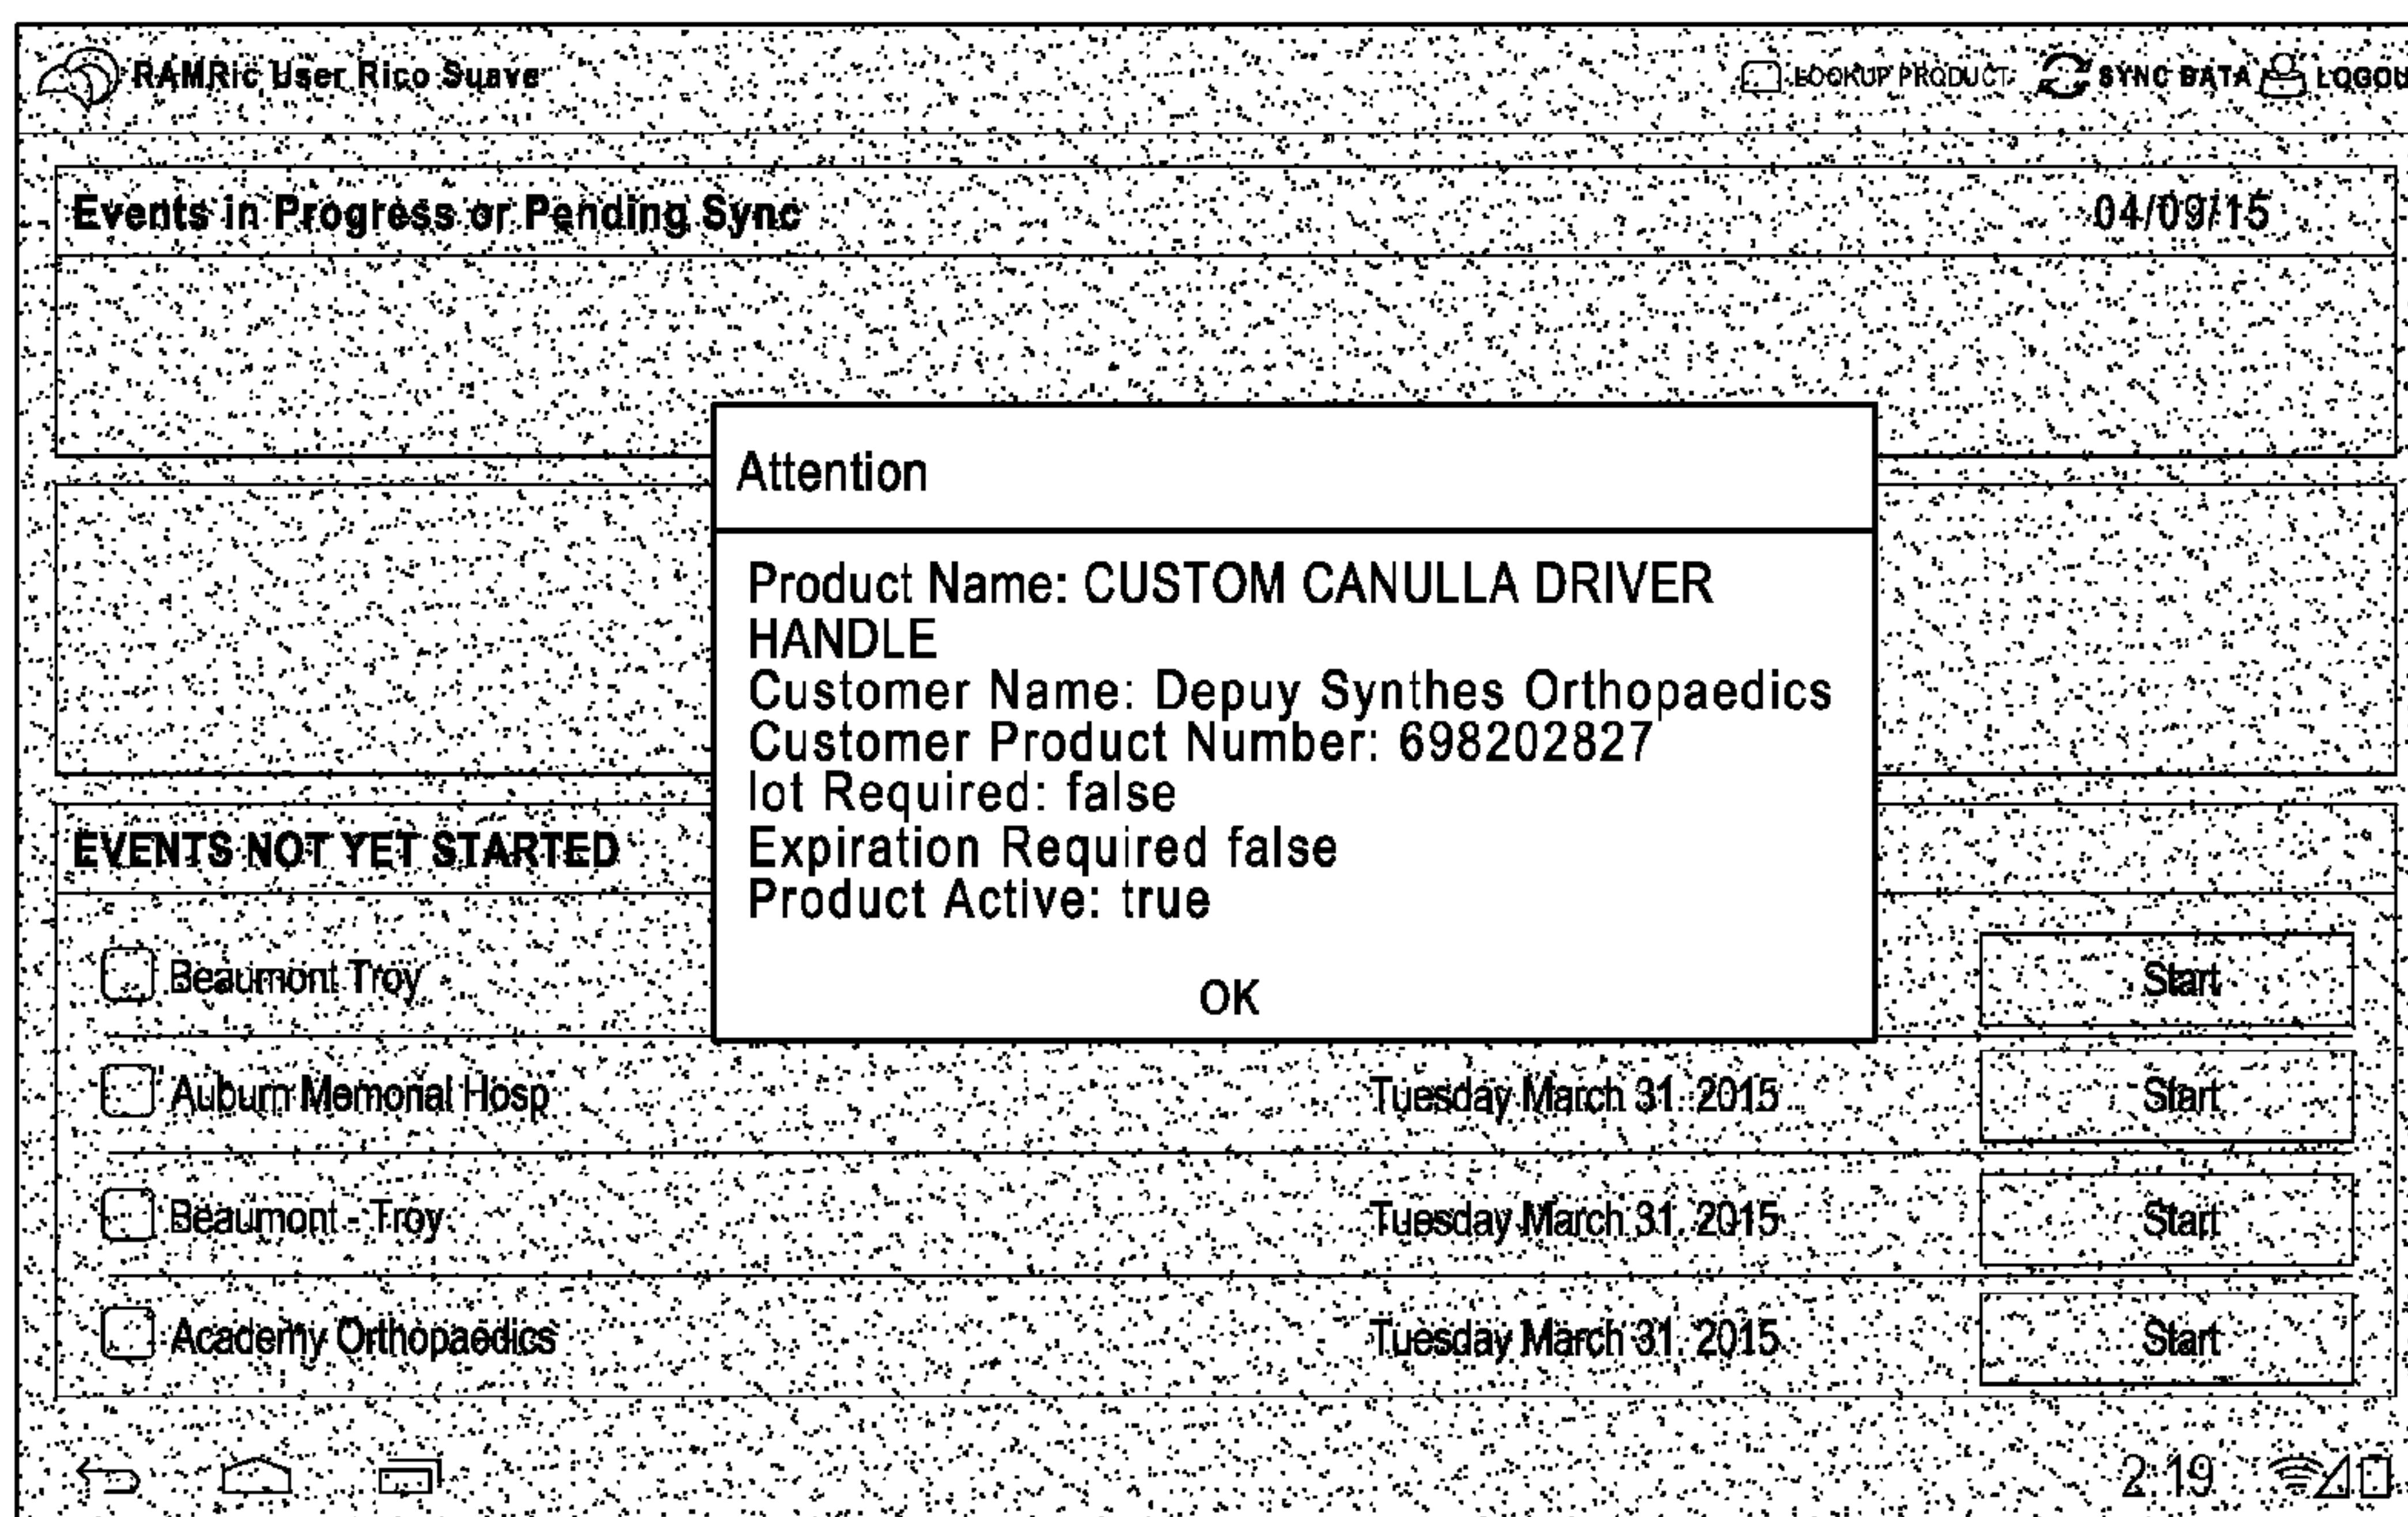 RAMRic User Rico Suave LOOKUP PRODUCT SYNC DATA LOGOU
Events in Progress or Pending Sync 04/09/15
Attention
Product Name: CUSTOM CANULLA DRIVER
HANDLE
Customer Name: Depuy Synthes Orthopaedics
Customer Product Number: 698202827
lot Required: false
Expiration Required false
Product Active: true
OK
EVENTS NOT YET STARTED
Beaumont Troy Start
Auburn Memorial Hosp Tuesday March 31. 2015 Start
Beaumont - Troy Tuesday March 31. 2015 Start
Academy Orthopaedics Tuesday March 31. 2015 Start
2:19